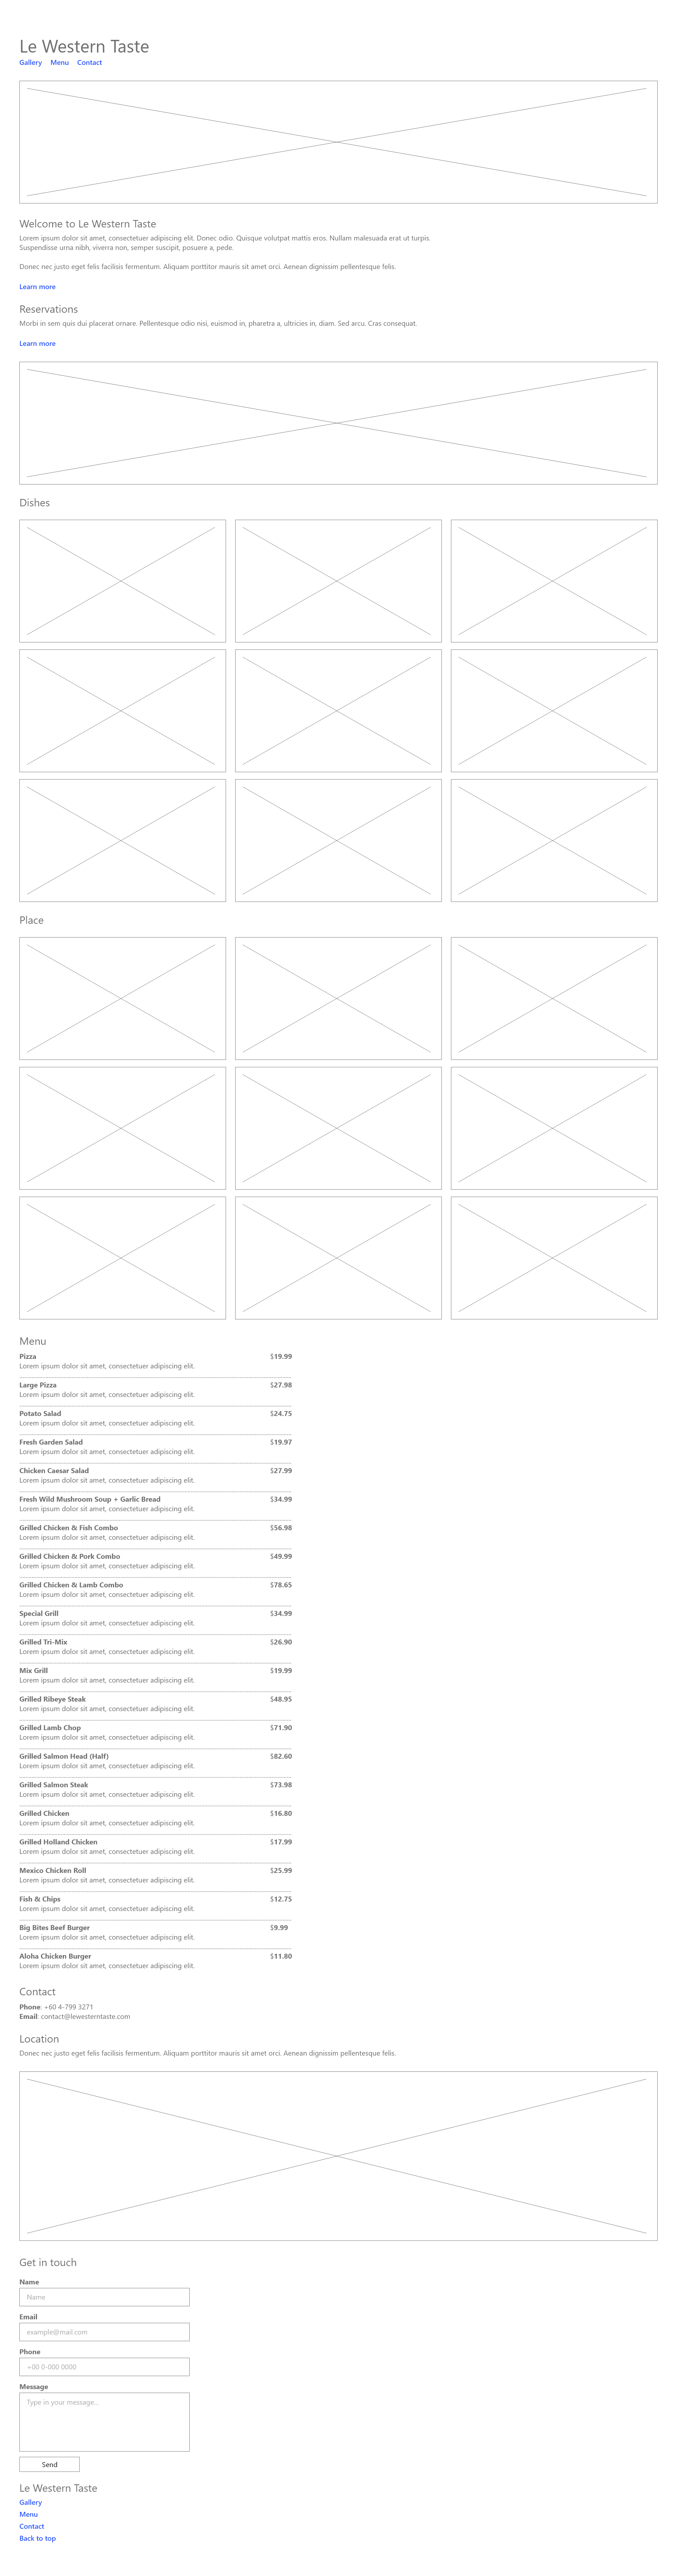 Le Western Taste
Gallery Menu Contact
Welcome to Le Western Taste
Lorem ipsum dolor sit amet, consectetuer adipiscing elit. Donec odio. Quisque volutpat mattis eros. Nullam malesuada erat ut turpis.
Suspendisse urna nibh, viverra non, semper suscipit, posuere a, pede.
Donec nec justo eget felis facilisis fermentum. Aliquam porttitor mauris sit amet orci. Aenean dignissim pellentesque felis.
Learn more
Reservations
Morbi in sem quis dui placerat ornare. Pellentesque odio nisi, euismod in, pharetra a, ultricies in, diam. Sed arcu. Cras consequat.
Learn more
Dishes
Place
Menu
Pizza $19.99
Lorem ipsum dolor sit amet, consectetuer adipiscing elit.
Large Pizza $27.98
Lorem ipsum dolor sit amet, consectetuer adipiscing elit.
Potato Salad $24.75
Lorem ipsum dolor sit amet, consectetuer adipiscing elit.
Fresh Garden Salad $19.97
Lorem ipsum dolor sit amet, consectetuer adipiscing elit.
Chicken Caesar Salad $27.99
Lorem ipsum dolor sit amet, consectetuer adipiscing elit.
Fresh Wild Mushroom Soup + Garlic Bread $34.99
Lorem ipsum dolor sit amet, consectetuer adipiscing elit.
Grilled Chicken & Fish Combo $56.98
Lorem ipsum dolor sit amet, consectetuer adipiscing elit.
Grilled Chicken & Pork Combo $49.99
Lorem ipsum dolor sit amet, consectetuer adipiscing elit.
Grilled Chicken & Lamb Combo $78.65
Lorem ipsum dolor sit amet, consectetuer adipiscing elit.
Special Grill $34.99
Lorem ipsum dolor sit amet, consectetuer adipiscing elit.
Grilled Tri-Mix $26.90
Lorem ipsum dolor sit amet, consectetuer adipiscing elit.
Mix Grill $19.99
Lorem ipsum dolor sit amet, consectetuer adipiscing elit.
Grilled Ribeye Steak $48.95
Lorem ipsum dolor sit amet, consectetuer adipiscing elit.
Grilled Lamb Chop $71.90
Lorem ipsum dolor sit amet, consectetuer adipiscing elit.
Grilled Salmon Head (Half) $82.60
Lorem ipsum dolor sit amet, consectetuer adipiscing elit.
Grilled Salmon Steak $73.98
Lorem ipsum dolor sit amet, consectetuer adipiscing elit.
Grilled Chicken $16.80
Lorem ipsum dolor sit amet, consectetuer adipiscing elit.
Grilled Holland Chicken $17.99
Lorem ipsum dolor sit amet, consectetuer adipiscing elit.
Mexico Chicken Roll $25.99
Lorem ipsum dolor sit amet, consectetuer adipiscing elit.
Fish & Chips $12.75
Lorem ipsum dolor sit amet, consectetuer adipiscing elit.
Big Bites Beef Burger $9.99
Lorem ipsum dolor sit amet, consectetuer adipiscing elit.
Aloha Chicken Burger $11.80
Lorem ipsum dolor sit amet, consectetuer adipiscing elit.
Contact
Phone: +60 4-799 3271
Email: contact@lewesterntaste.com
Location
Donec nec justo eget felis facilisis fermentum. Aliquam porttitor mauris sit amet orci. Aenean dignissim pellentesque felis.
Get in touch
Name
Name
Email
example@mail.com
Phone
+00 0-000 0000
Message
Type in your message...
Send
Le Western Taste
Gallery
Menu
Contact
Back to top